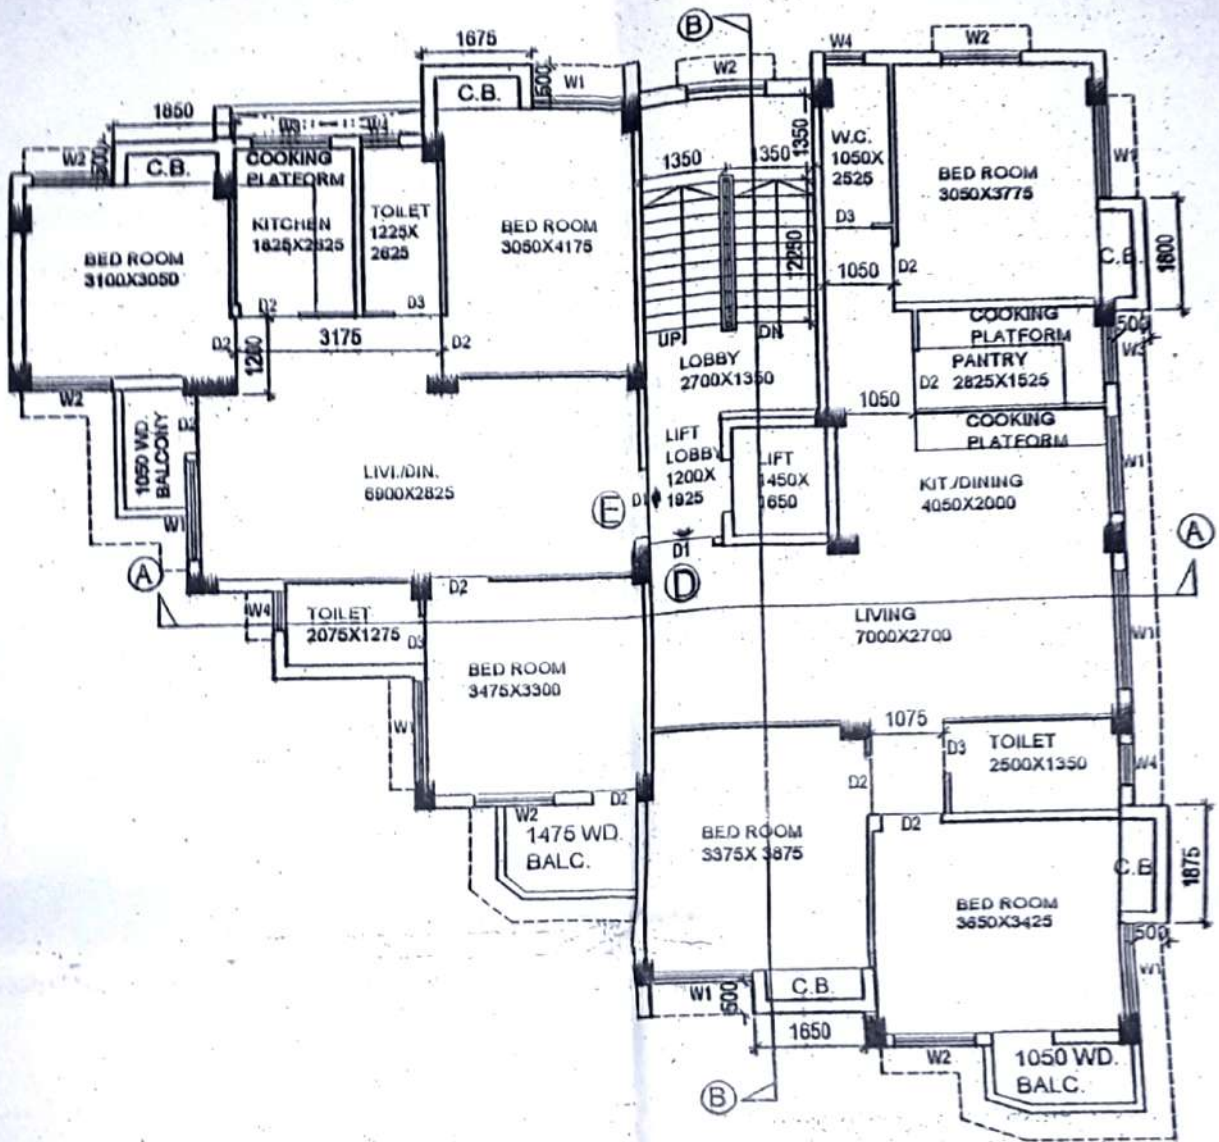 B
1675
W4
W2
W2
500
W1
C.B.
1850
W3
W4
W2
500
C.B.
COOKING
PLATFORM
1350
1350
1350
W.C.
1050X
2525
BED ROOM
3050X3775
W1
KITCHEN
1625X2625
TOILET
1225X
2625
BED ROOM
3050X4175
BED ROOM
3100X3050
D3
12250
1050
D2
C.B.
1800
D2
D3
D2
3175
D2
1200
UP
DN
COOKING
PLATFORM
500
W3
LOBBY
2700X1350
PANTRY
2825X1525
D2
W2
1050
COOKING
PLATFORM
D2
1050 WD.
BALCONY
LIFT
LOBBY
1200X
1925
LIFT
1450X
1650
W1
LIVI./DIN.
6900X2825
KIT./DINING
4050X2000
D1
E
W1
D1
A
A
D2
D
W4
TOILET
2075X1275
D3
LIVING
7000X2700
W1
BED ROOM
3475X3300
W1
1075
TOILET
2500X1350
D3
D2
W4
W2
D2
1475 WD.
BALC.
BED ROOM
3375X 3875
D2
C.B.
1875
BED ROOM
3650X3425
500
W1
W1
500
C.B.
1650
W2
1050 WD.
BALC.
B